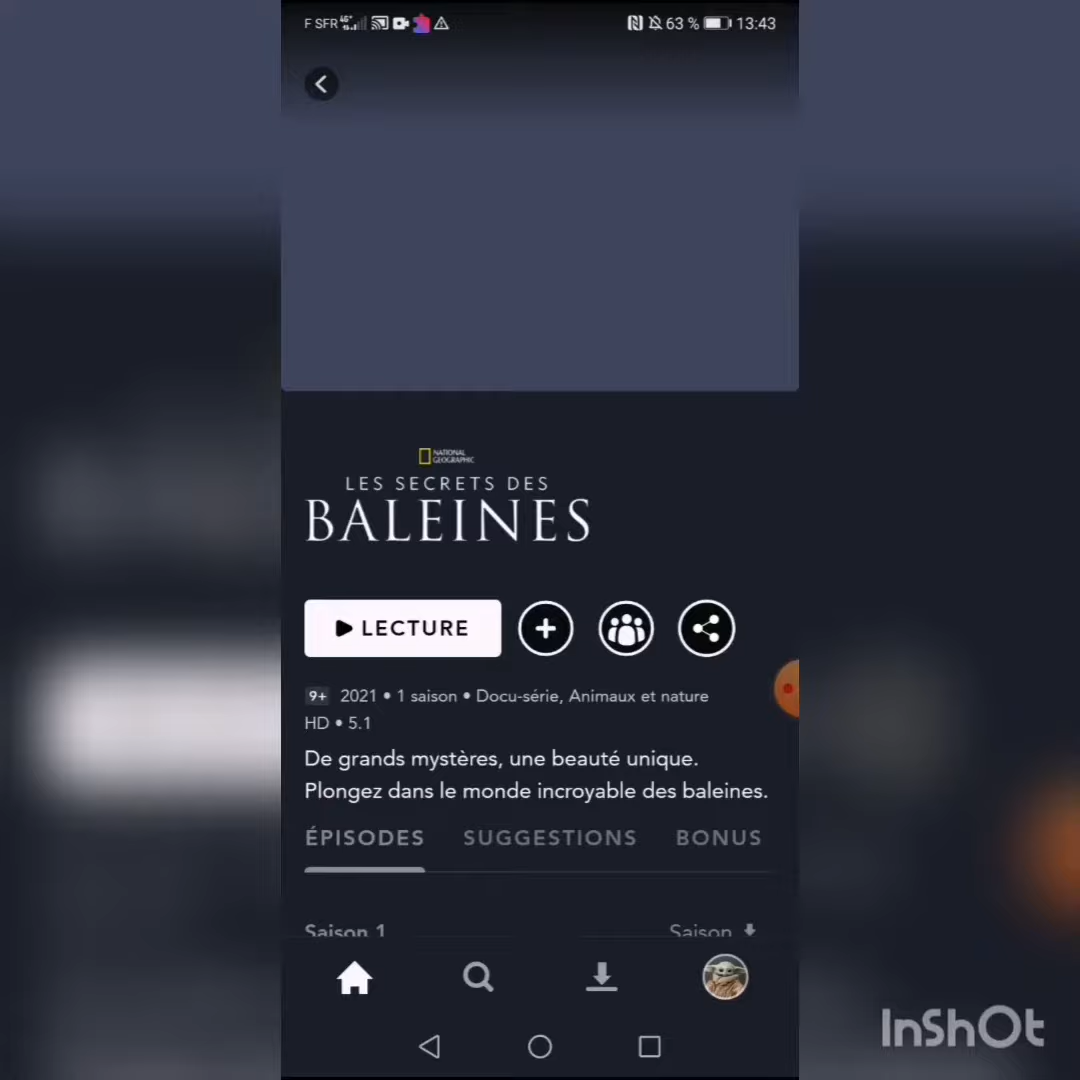 F SFR 4G+ 63 % 13:43
NATIONAL
GEOGRAPHIC
LES SECRETS DES
BALEINES
LECTURE
9+ 2021 • 1 saison • Docu-série, Animaux et nature
HD • 5.1
De grands mystères, une beauté unique.
Plongez dans le monde incroyable des baleines.
ÉPISODES SUGGESTIONS BONUS
Saison 1 Saison
InShOt